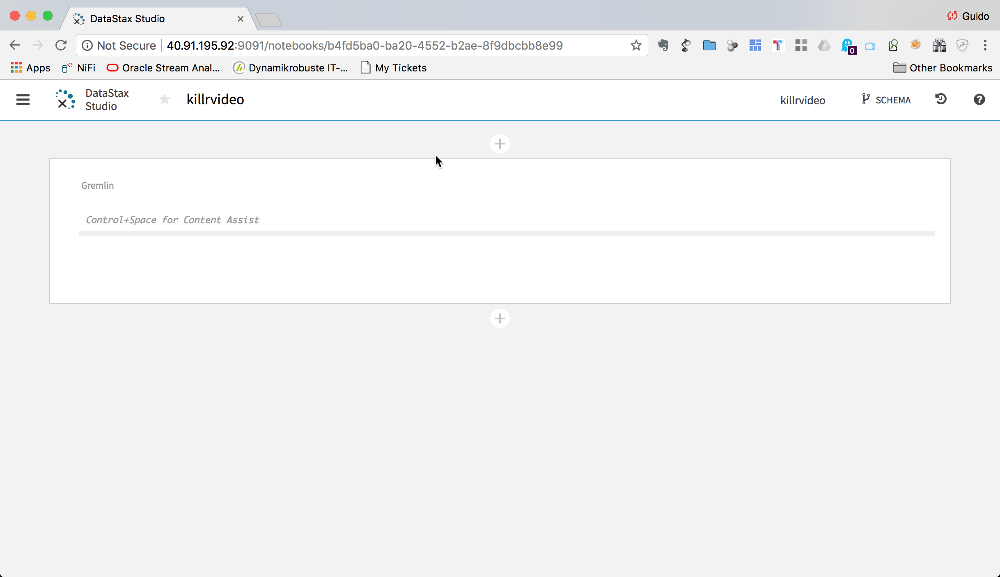 DataStax Studio
Guido
Not Secure 40.91.195.92:9091/notebooks/b4fd5ba0-ba20-4552-b2ae-8f9dbcbb8e99
0
Apps NiFi Oracle Stream Anal... Dynamikrobuste IT-... My Tickets Other Bookmarks
DataStax
Studio
killrvideo
killrvideo
SCHEMA
Gremlin
Control+Space for Content Assist